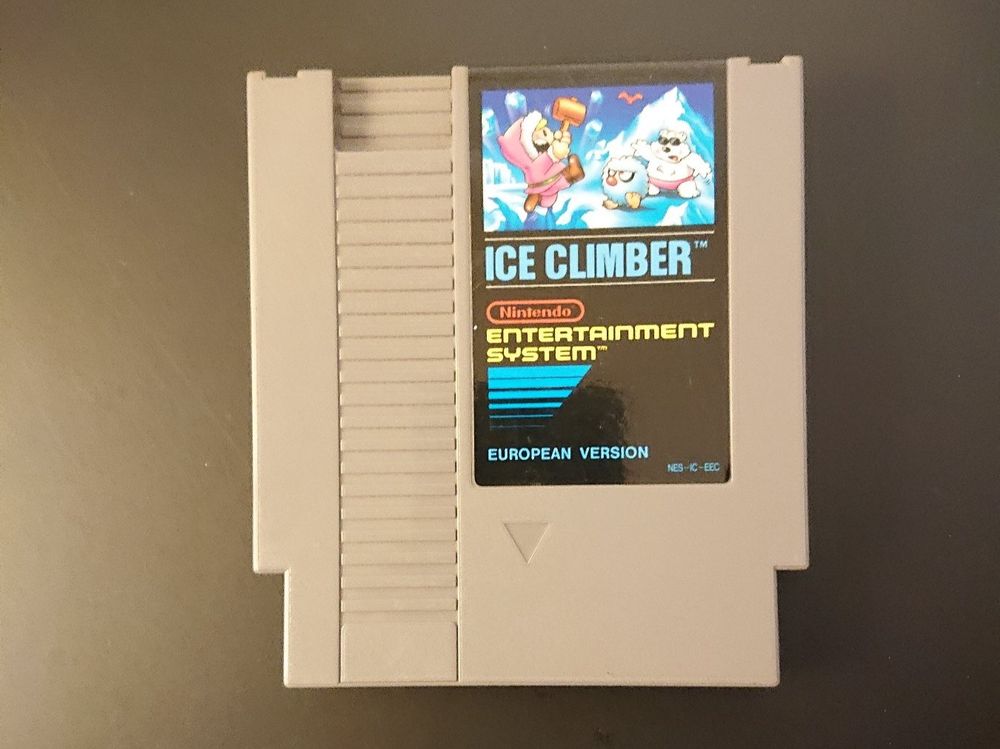 ICE CLIMBER™
Nintendo
ENTERTAINMENT
SYSTEM™
EUROPEAN VERSION
NES-IC-EEC